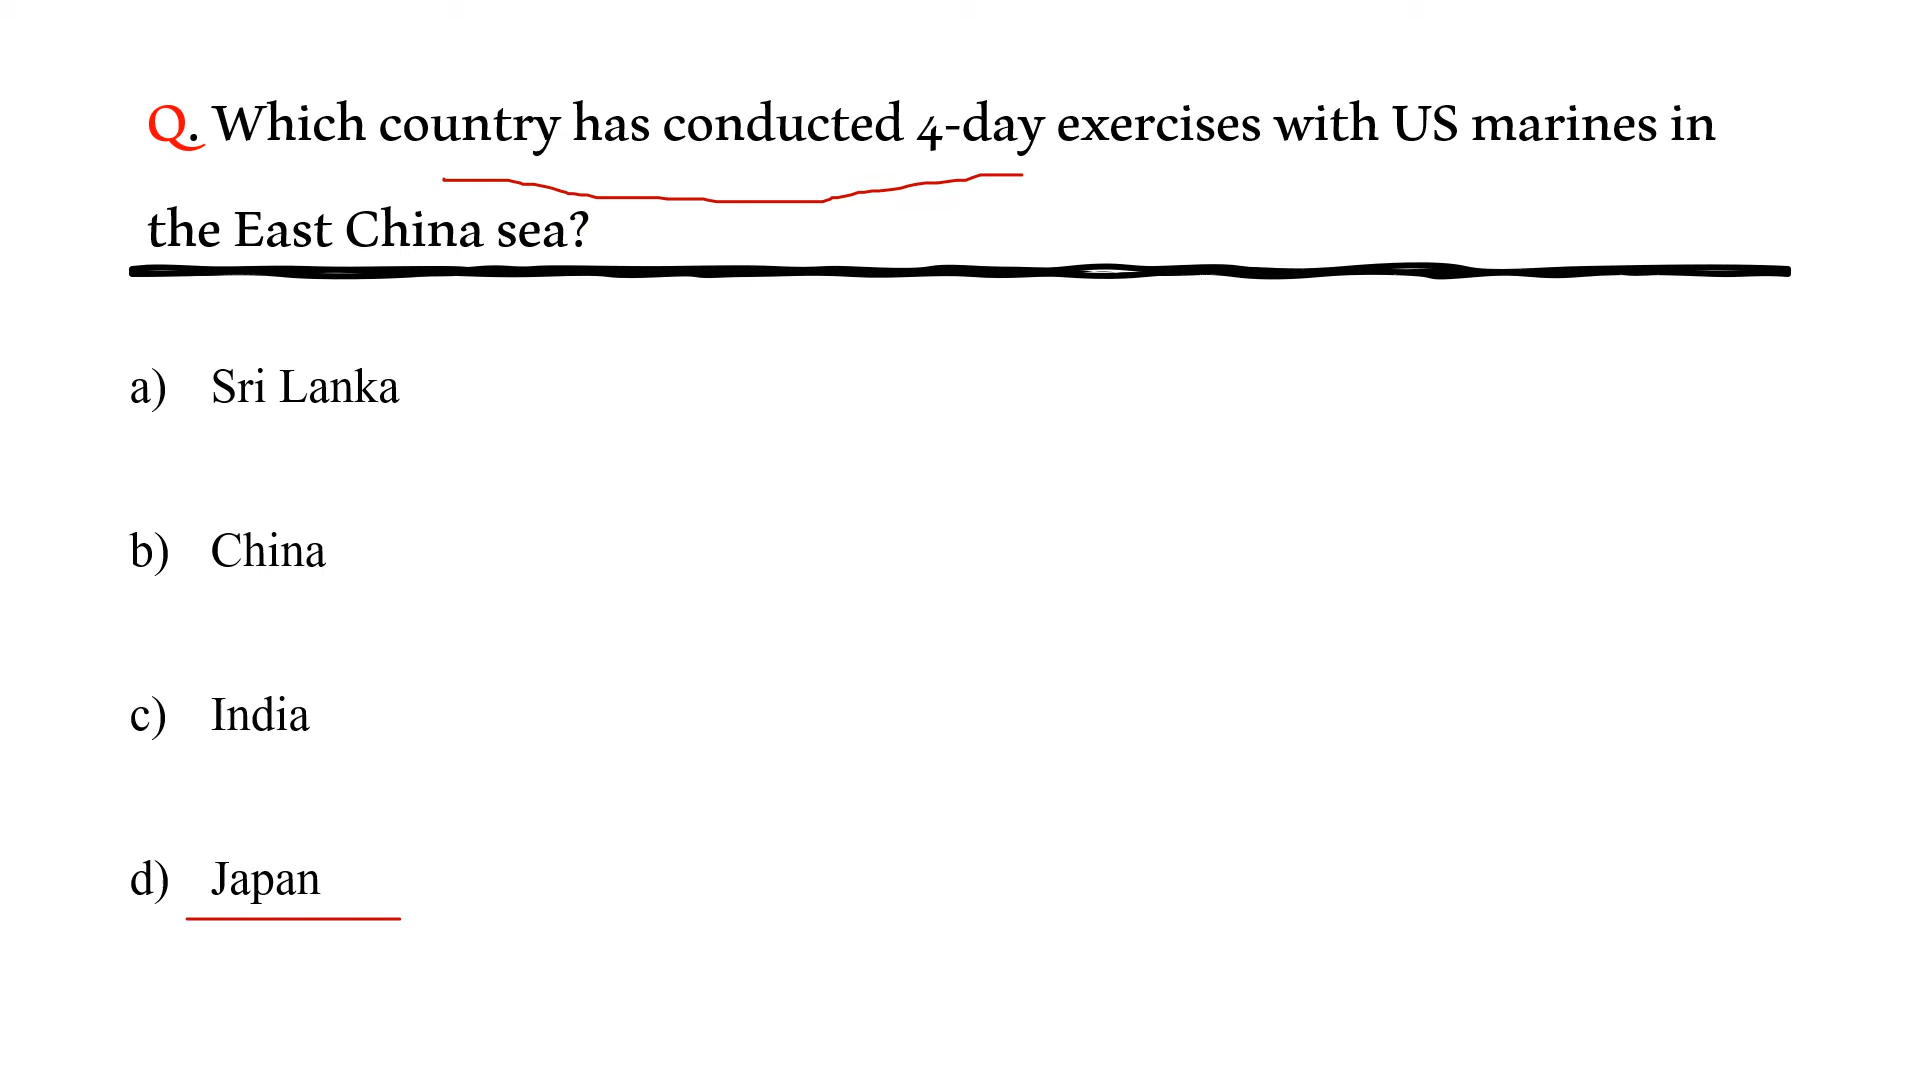 Q. Which country has conducted 4-day exercises with US marines in
the East China sea?
a) Sri Lanka
b) China
c) India
d) Japan